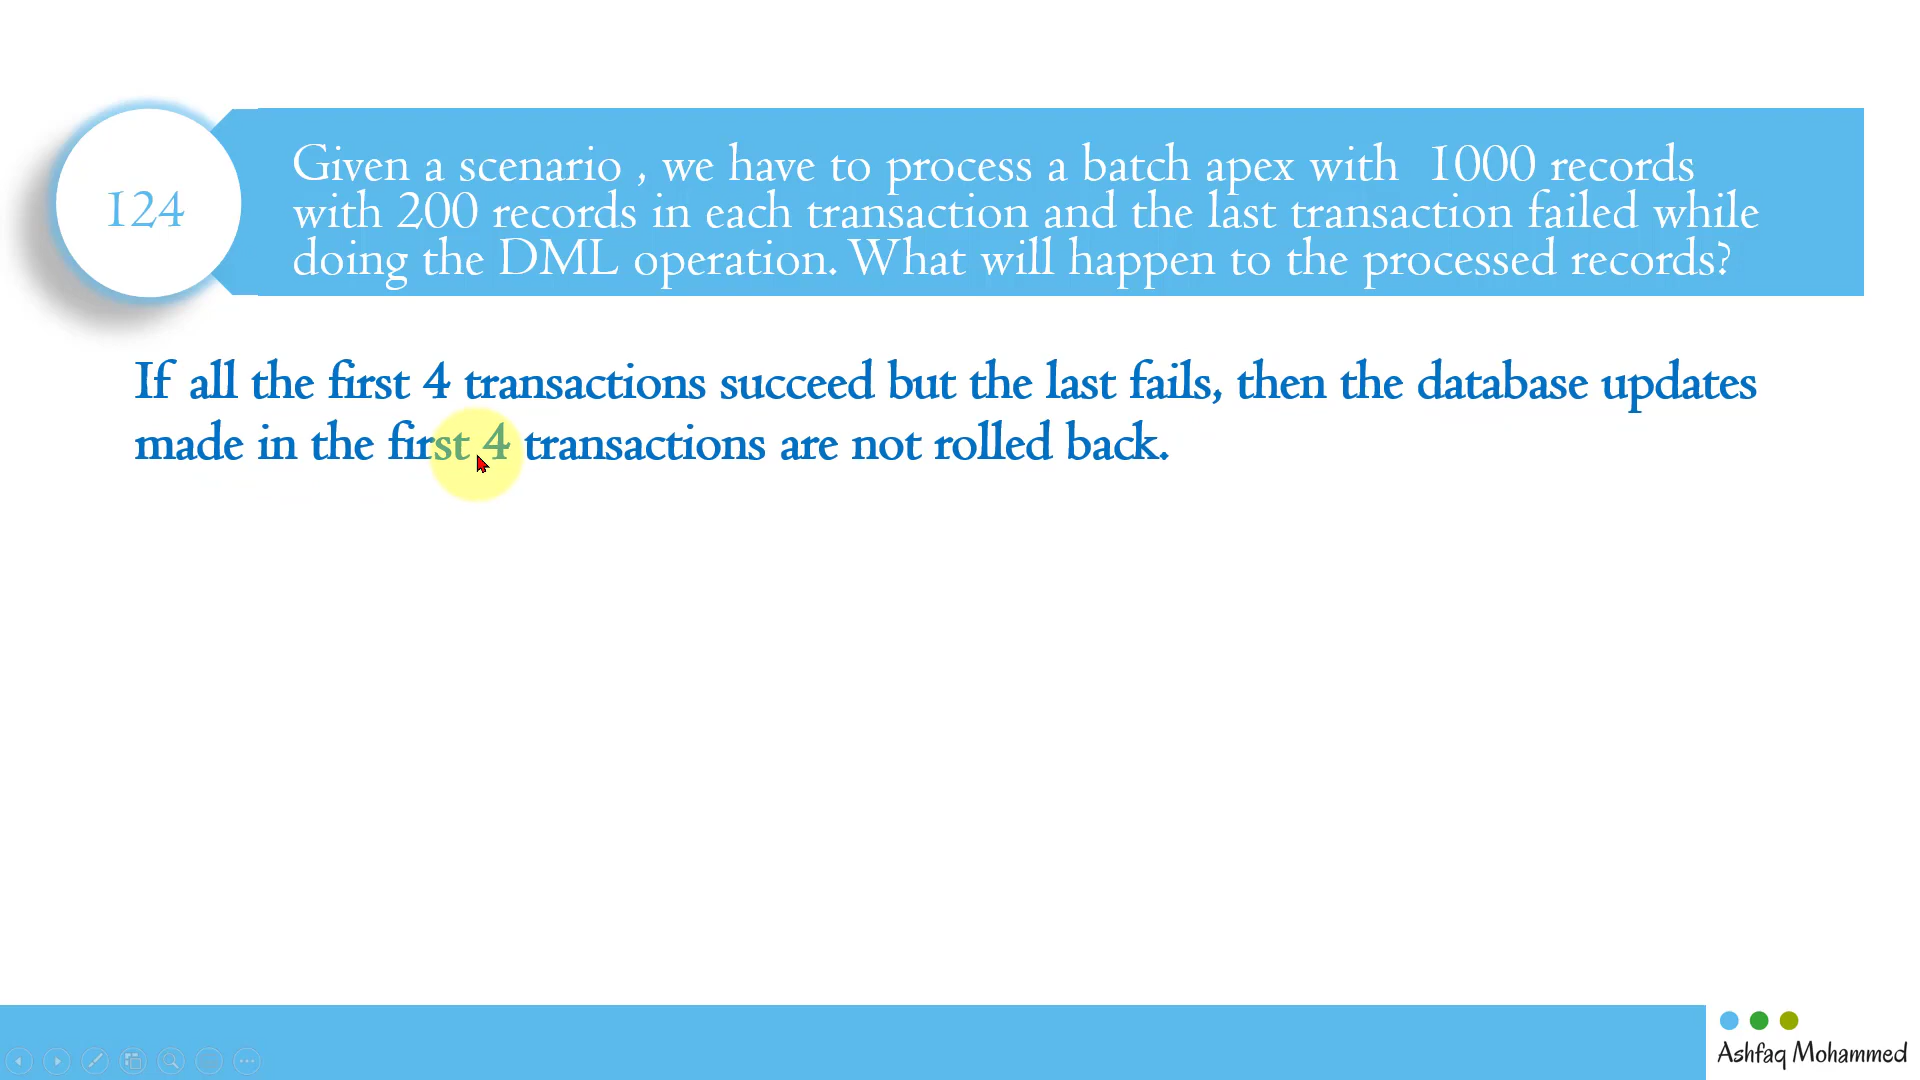 124
Given a scenario , we have to process a batch apex with 1000 records
with 200 records in each transaction and the last transaction failed while
doing the DML operation. What will happen to the processed records?
If all the first 4 transactions succeed but the last fails, then the database updates
made in the first 4 transactions are not rolled back.
Ashfaq Mohammed